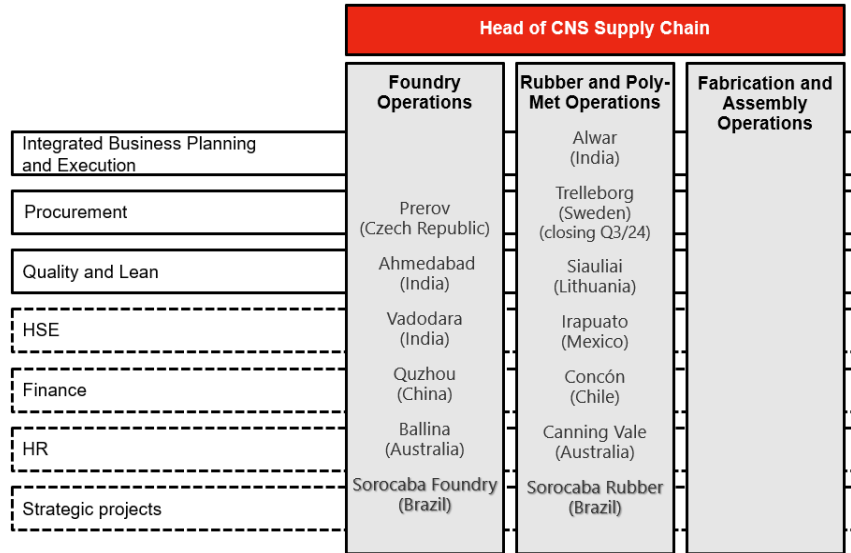 Head of CNS Supply Chain
Foundry
Operations
Rubber and Poly-
Met Operations
Fabrication and
Assembly
Operations
Integrated Business Planning
and Execution
Procurement
Quality and Lean
HSE
Finance
HR
Strategic projects
Prerov
(Czech Republic)
Ahmedabad
(India)
Vadodara
(India)
Quzhou
(China)
Ballina
(Australia)
Sorocaba Foundry
(Brazil)
Alwar
(India)
Trelleborg
(Sweden)
(closing Q3/24)
Siauliai
(Lithuania)
Irapuato
(Mexico)
Concón
(Chile)
Canning Vale
(Australia)
Sorocaba Rubber
(Brazil)